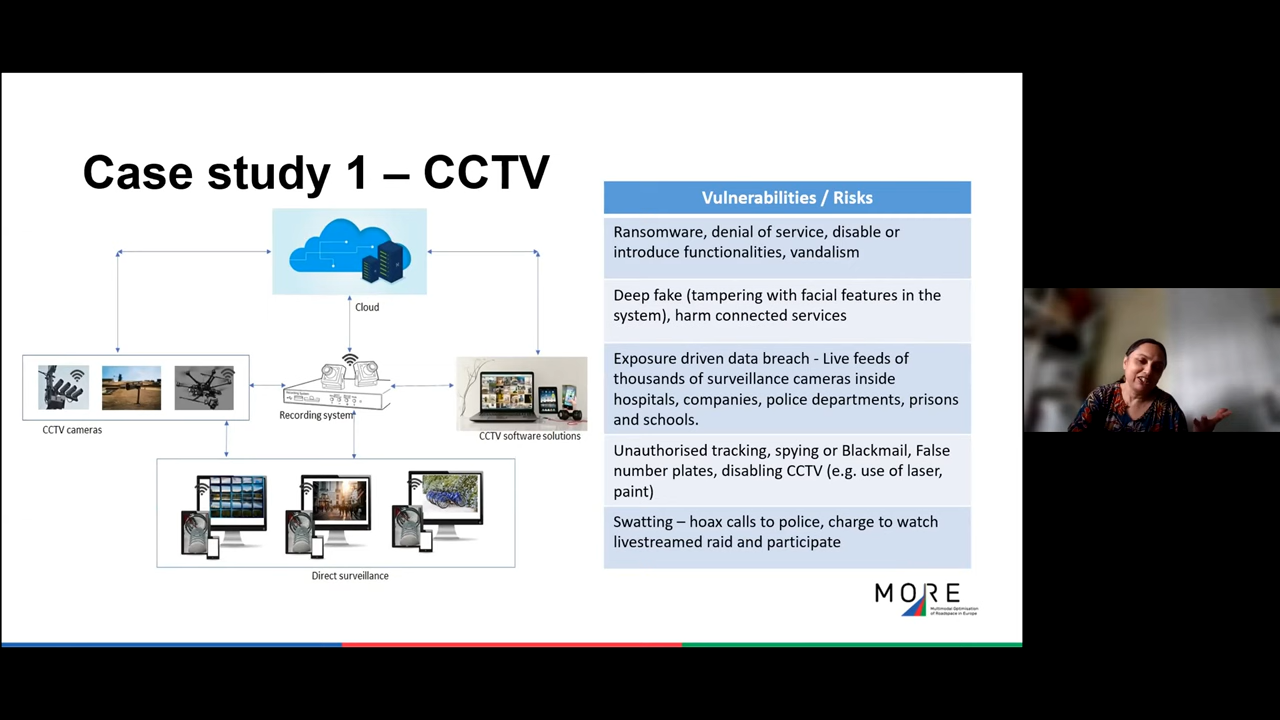 Case study 1 – CCTV
Cloud
CCTV cameras
Recording system
CCTV software solutions
Direct surveillance
Vulnerabilities / Risks
Ransomware, denial of service, disable or
introduce functionalities, vandalism
Deep fake (tampering with facial features in the
system), harm connected services
Exposure driven data breach - Live feeds of
thousands of surveillance cameras inside
hospitals, companies, police departments, prisons
and schools.
Unauthorised tracking, spying or Blackmail, False
number plates, disabling CCTV (e.g. use of laser,
paint)
Swatting – hoax calls to police, charge to watch
livestreamed raid and participate
MORE
Multimodal Optimisation
of Roadspace in Europe